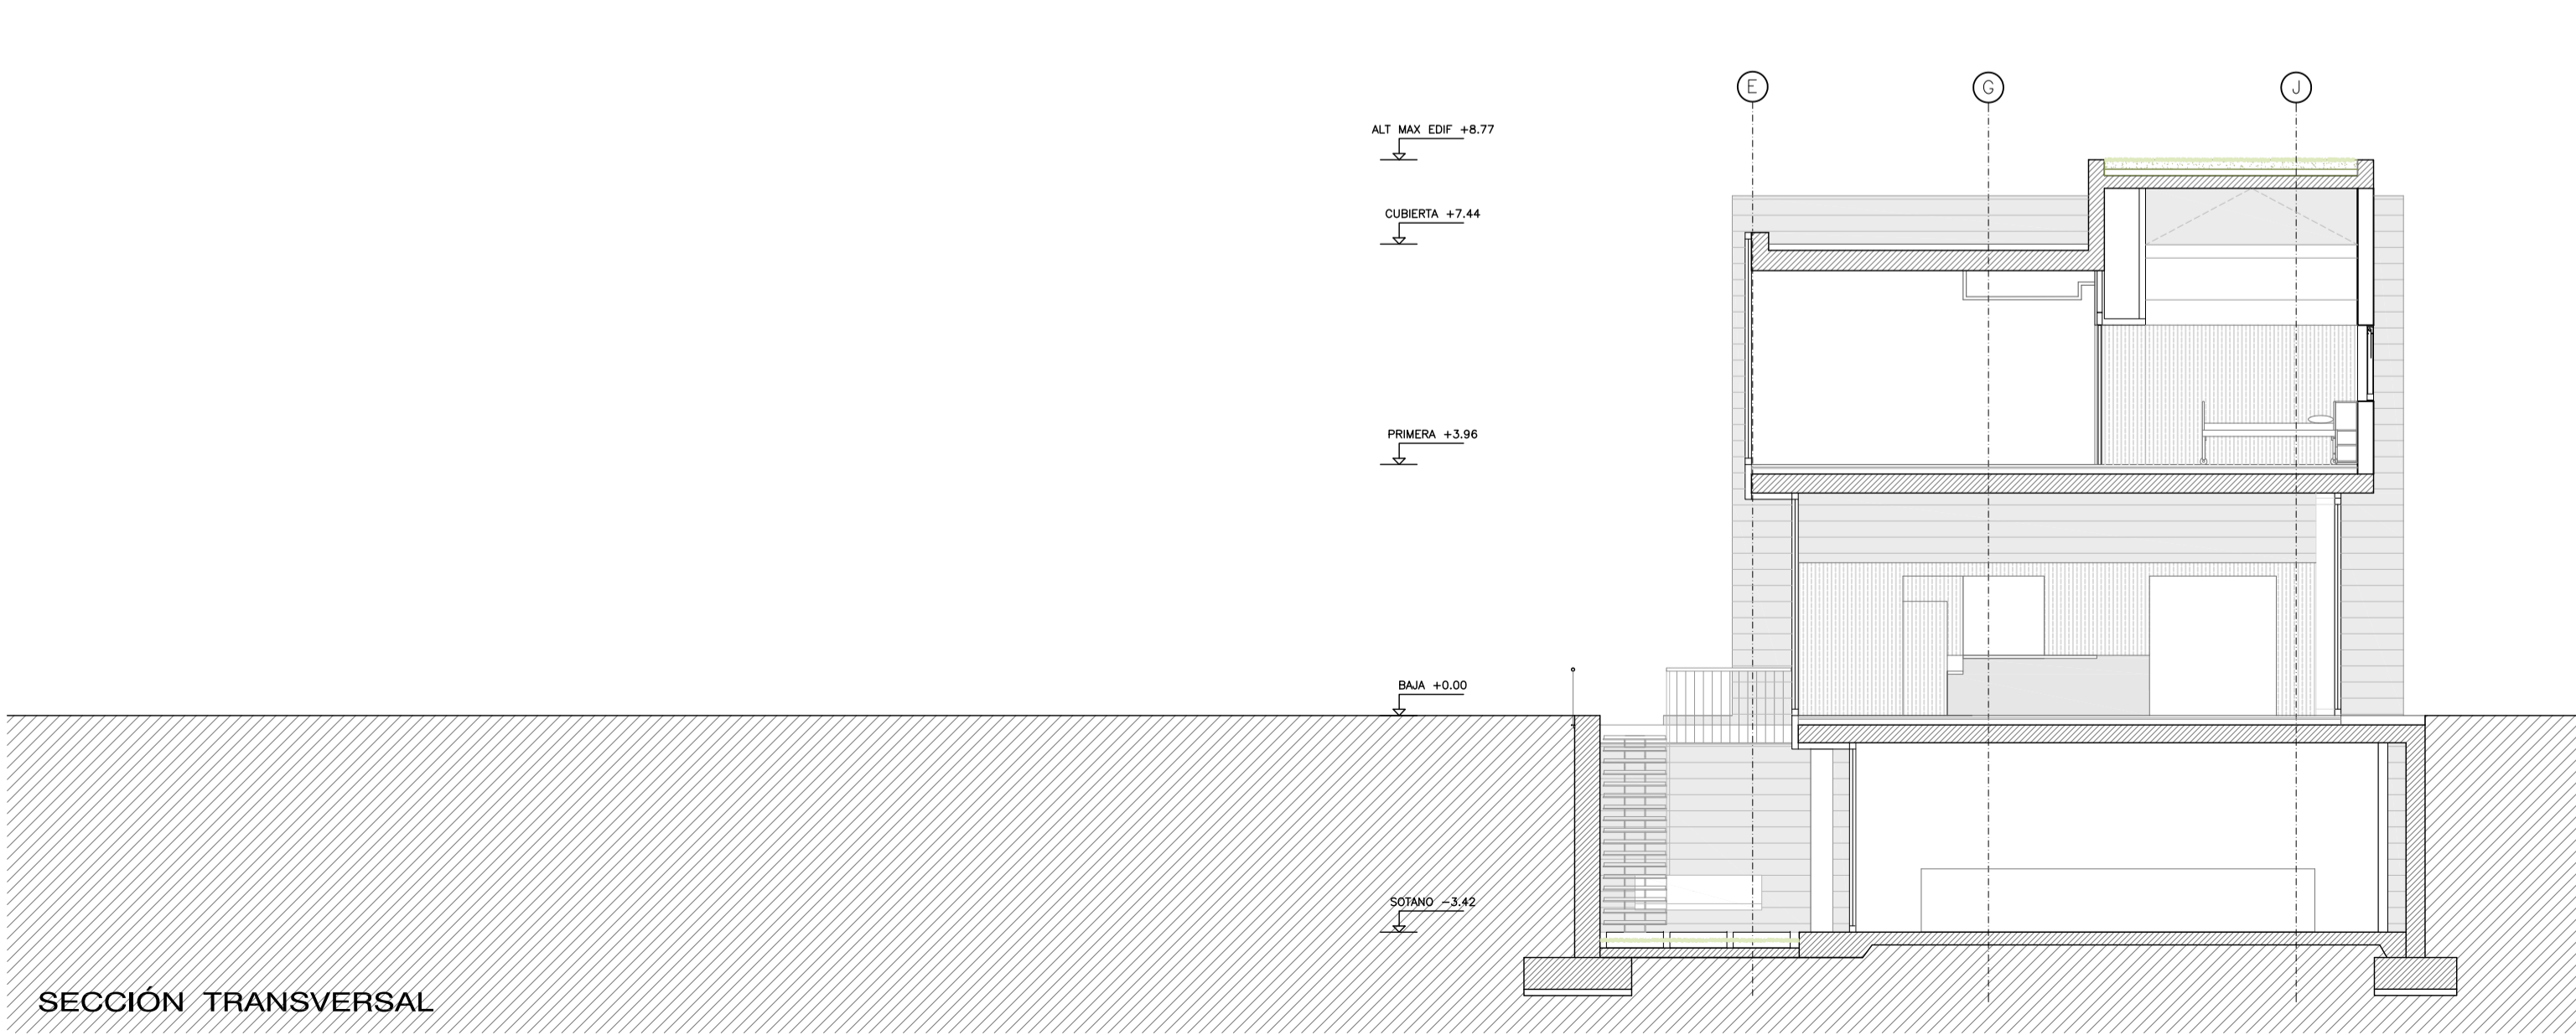 E
G
J
ALT MAX EDIF +8.77
CUBIERTA +7.44
PRIMERA +3.96
BAJA +0.00
SOTANO -3.42
SECCIÓN TRANSVERSAL